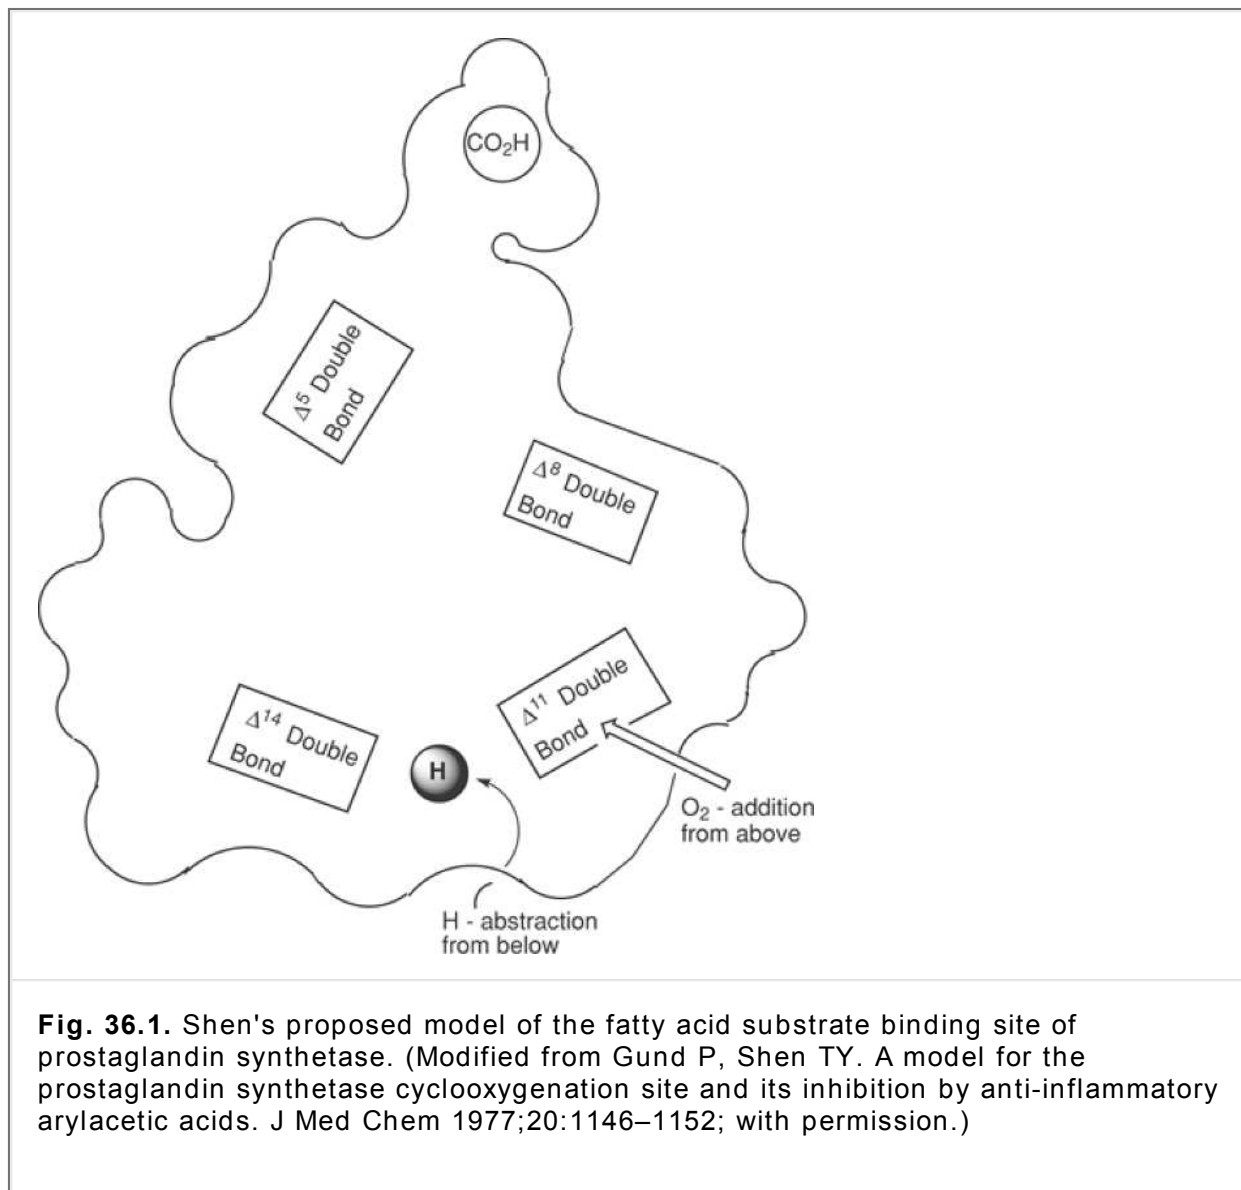 CO₂H
Δ⁵ Double
Bond
Δ⁸ Double
Bond
Δ¹¹ Double
Bond
Δ¹⁴ Double
Bond
H
O₂ - addition
from above
H - abstraction
from below
Fig. 36.1. Shen's proposed model of the fatty acid substrate binding site of
prostaglandin synthetase. (Modified from Gund P, Shen TY. A model for the
prostaglandin synthetase cyclooxygenation site and its inhibition by anti-inflammatory
arylacetic acids. J Med Chem 1977;20:1146–1152; with permission.)